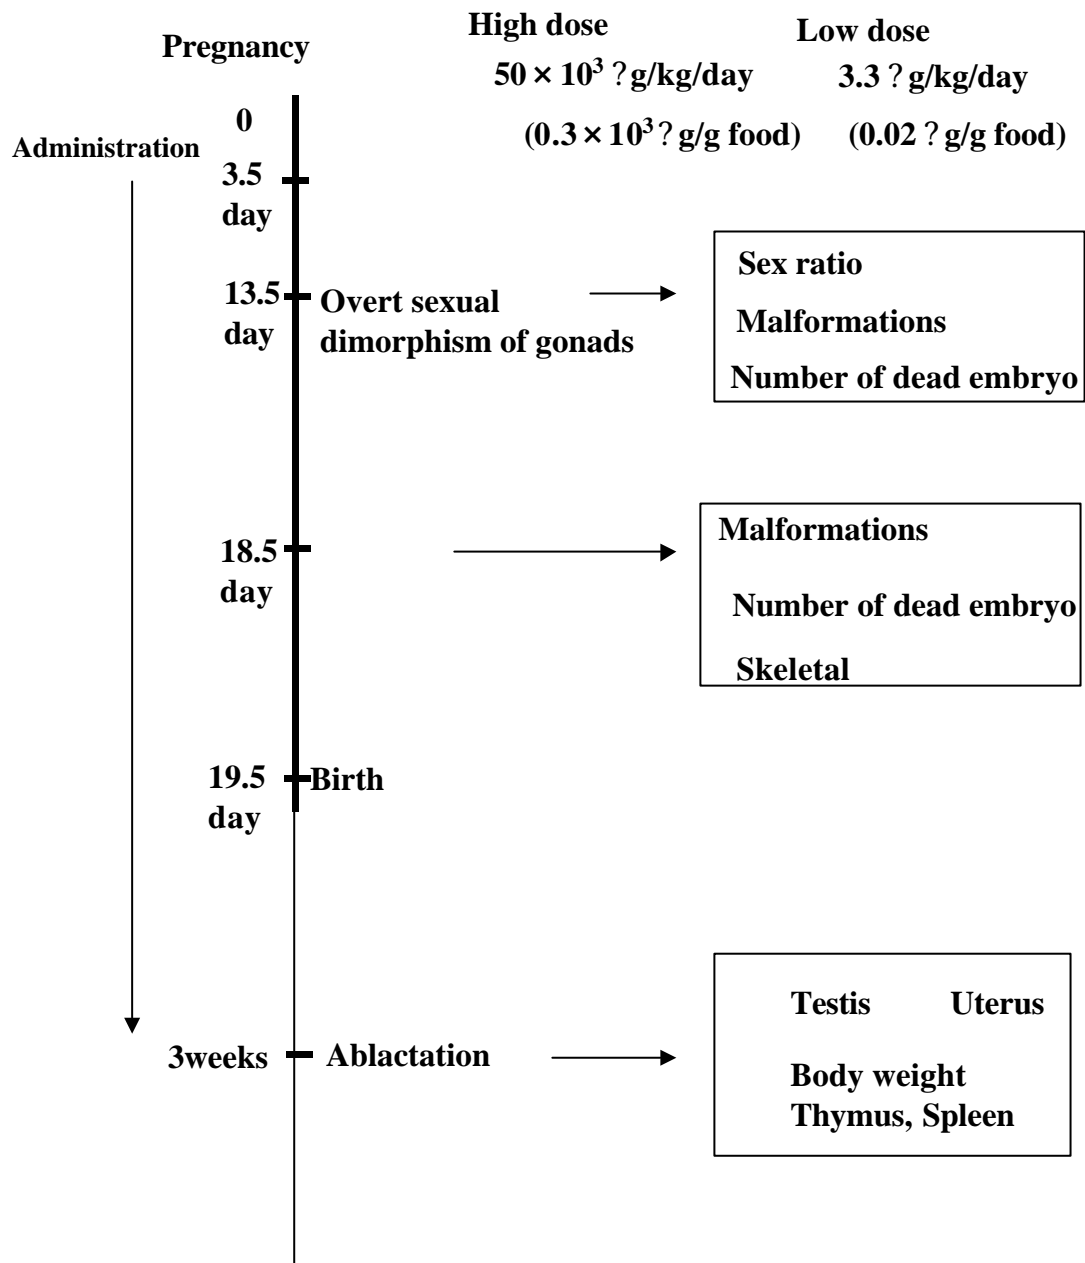 Pregnancy
High dose
50 × 10³ ?g/kg/day
(0.3 × 10³ ?g/g food)
Low dose
3.3 ?g/kg/day
(0.02 ?g/g food)
0
Administration
3.5
day
13.5
day
Overt sexual
dimorphism of gonads
Sex ratio
Malformations
Number of dead embryo
18.5
day
Malformations
Number of dead embryo
Skeletal
19.5
day
Birth
3weeks
Ablactation
Testis Uterus
Body weight
Thymus, Spleen